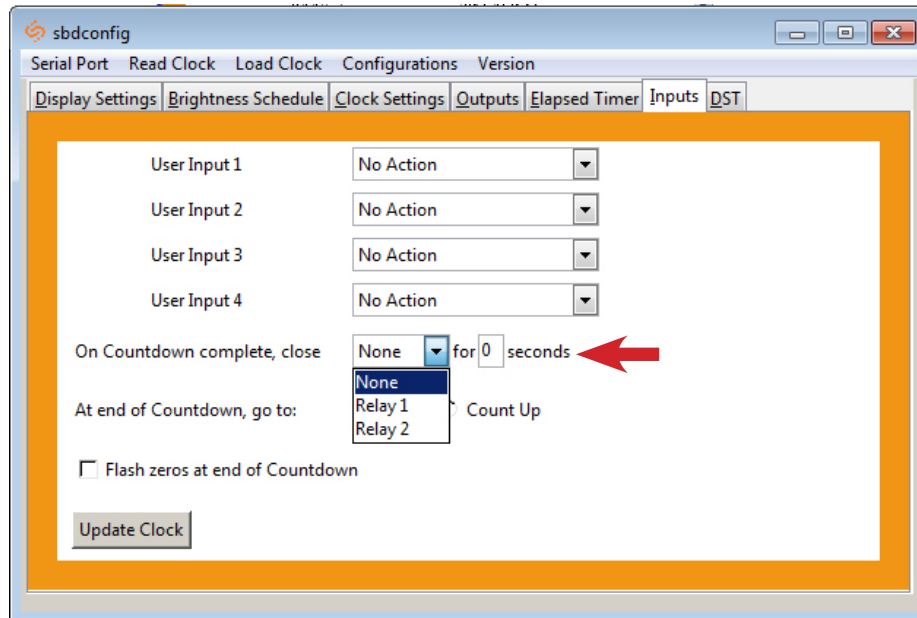 sbdconfig
Serial Port Read Clock Load Clock Configurations Version
Display Settings Brightness Schedule Clock Settings Outputs Elapsed Timer Inputs DST
User Input 1 No Action
User Input 2 No Action
User Input 3 No Action
User Input 4 No Action
On Countdown complete, close None for 0 seconds
None
At end of Countdown, go to: Relay 1 Count Up
Relay 2
Flash zeros at end of Countdown
Update Clock